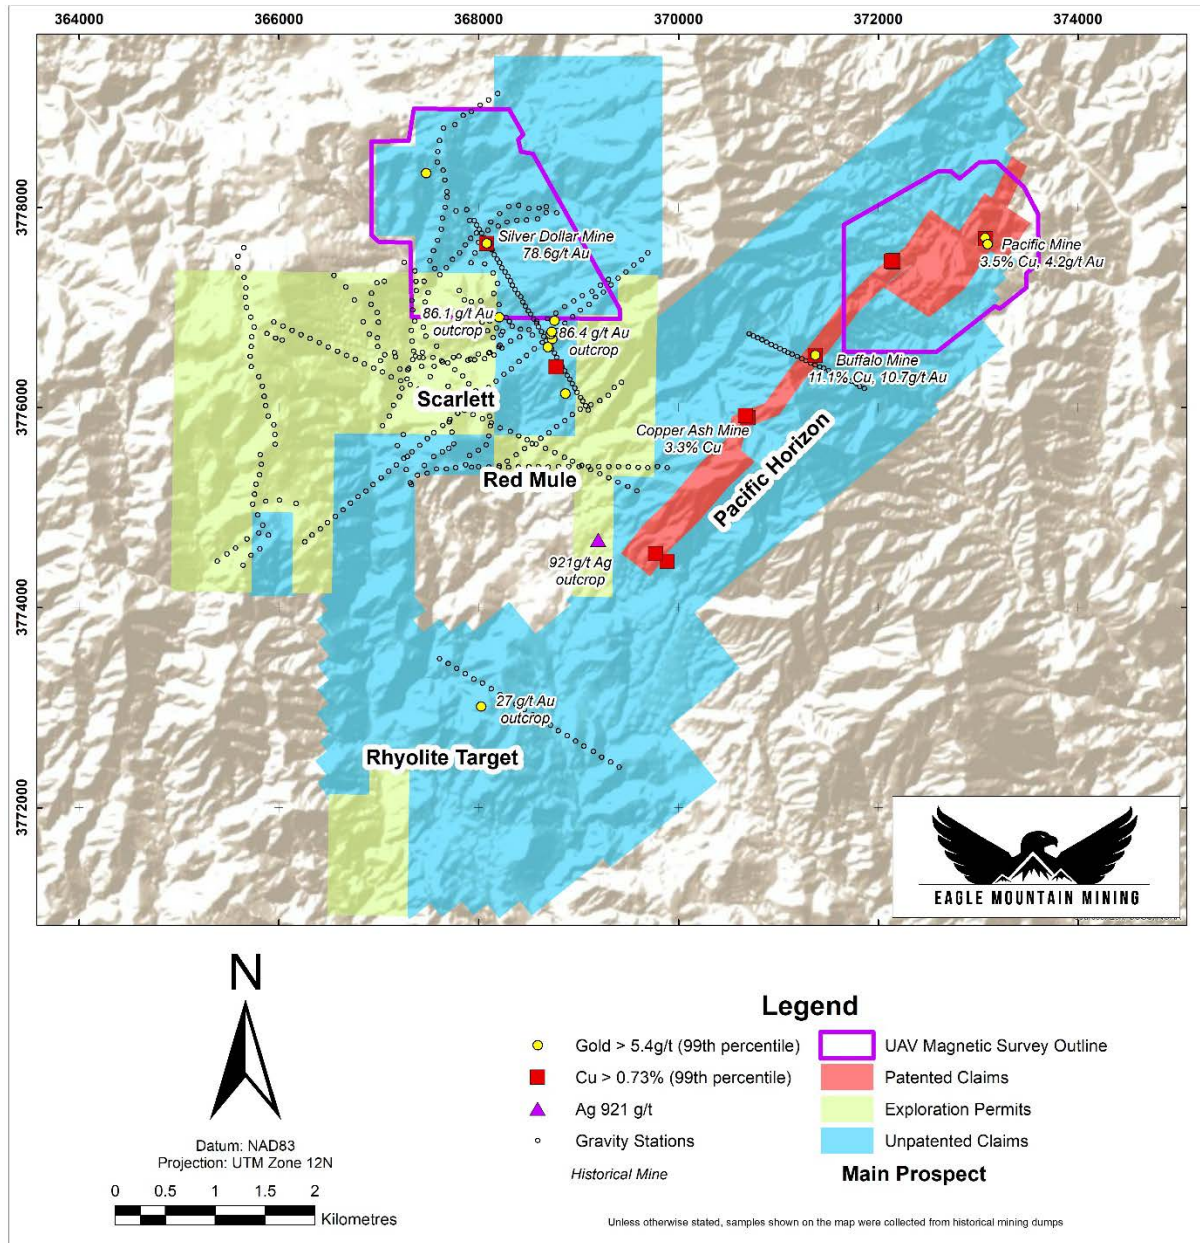 364000
366000
368000
370000
372000
374000
3778000
3776000
3774000
3772000
Silver Dollar Mine
78.6g/t Au
Pacific Mine
3.5% Cu, 4.2g/t Au
86.1 g/t Au
outcrop
86.4 g/t Au
outcrop
Buffalo Mine
11.1% Cu, 10.7g/t Au
Scarlett
Copper Ash Mine
3.3% Cu
Pacific Horizon
Red Mule
921g/t Ag
outcrop
27 g/t Au
outcrop
Rhyolite Target
EAGLE MOUNTAIN MINING
N
Datum: NAD83
Projection: UTM Zone 12N
0 0.5 1 1.5 2
Kilometres
Legend
Gold > 5.4g/t (99th percentile)
Cu > 0.73% (99th percentile)
Ag 921 g/t
Gravity Stations
Historical Mine
UAV Magnetic Survey Outline
Patented Claims
Exploration Permits
Unpatented Claims
Main Prospect
Unless otherwise stated, samples shown on the map were collected from historical mining dumps